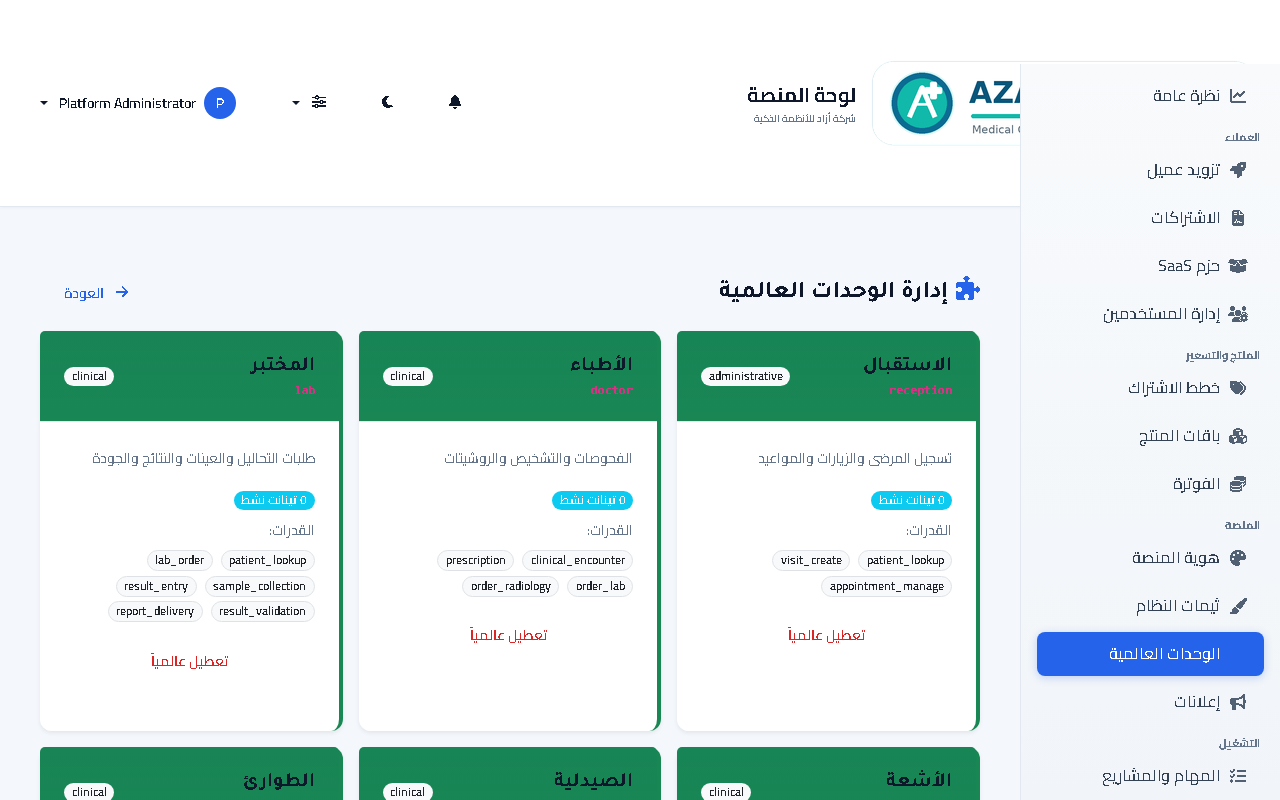 لوحة المنصة
شركة أزاد للأنظمة الذكية
Platform Administrator
P
نظرة عامة
العملاء
تزويد عميل
الاشتراكات
حزم SaaS
إدارة المستخدمين
المنتج والتسعير
خطط الاشتراك
باقات المنتج
الفوترة
المنصة
هوية المنصة
ثيمات النظام
الوحدات العالمية
إعلانات
التشغيل
المهام والمشاريع
إدارة الوحدات العالمية
العودة
الاستقبال
reception
administrative
تسجيل المرضى والزيارات والمواعيد
0 تينانت نشط
القدرات:
patient_lookup
visit_create
appointment_manage
تعطيل عالمياً
الأطباء
doctor
clinical
الفحوصات والتشخيص والروشيتات
0 تينانت نشط
القدرات:
clinical_encounter
prescription
order_lab
order_radiology
تعطيل عالمياً
المختبر
lab
clinical
طلبات التحاليل والعينات والنتائج والجودة
0 تينانت نشط
القدرات:
patient_lookup
lab_order
sample_collection
result_entry
result_validation
report_delivery
تعطيل عالمياً
الأشعة
clinical
الصيدلية
clinical
الطوارئ
clinical
Medical